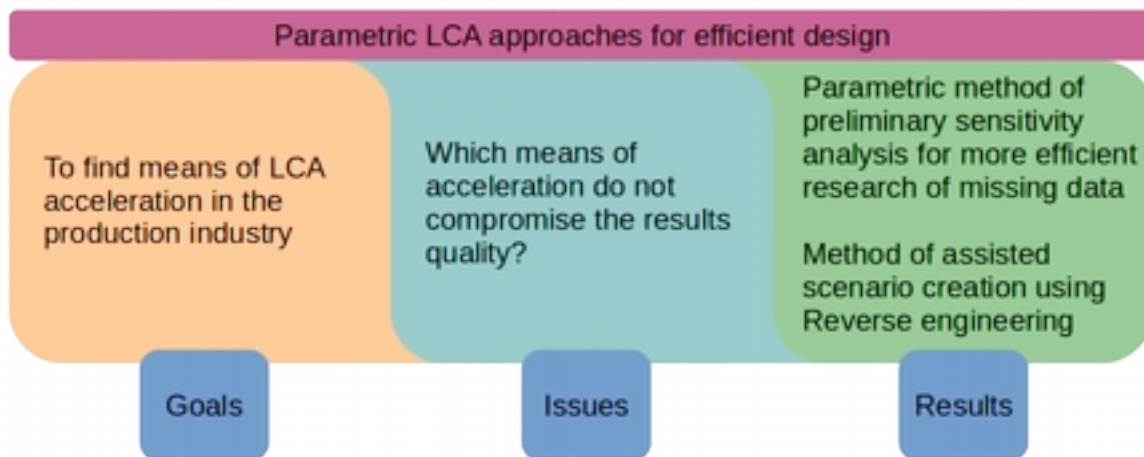 Parametric LCA approaches for efficient design
To find means of LCA
acceleration in the
production industry
Which means of
acceleration do not
compromise the results
quality?
Parametric method of
preliminary sensitivity
analysis for more efficient
research of missing data
Method of assisted
scenario creation using
Reverse engineering
Goals
Issues
Results